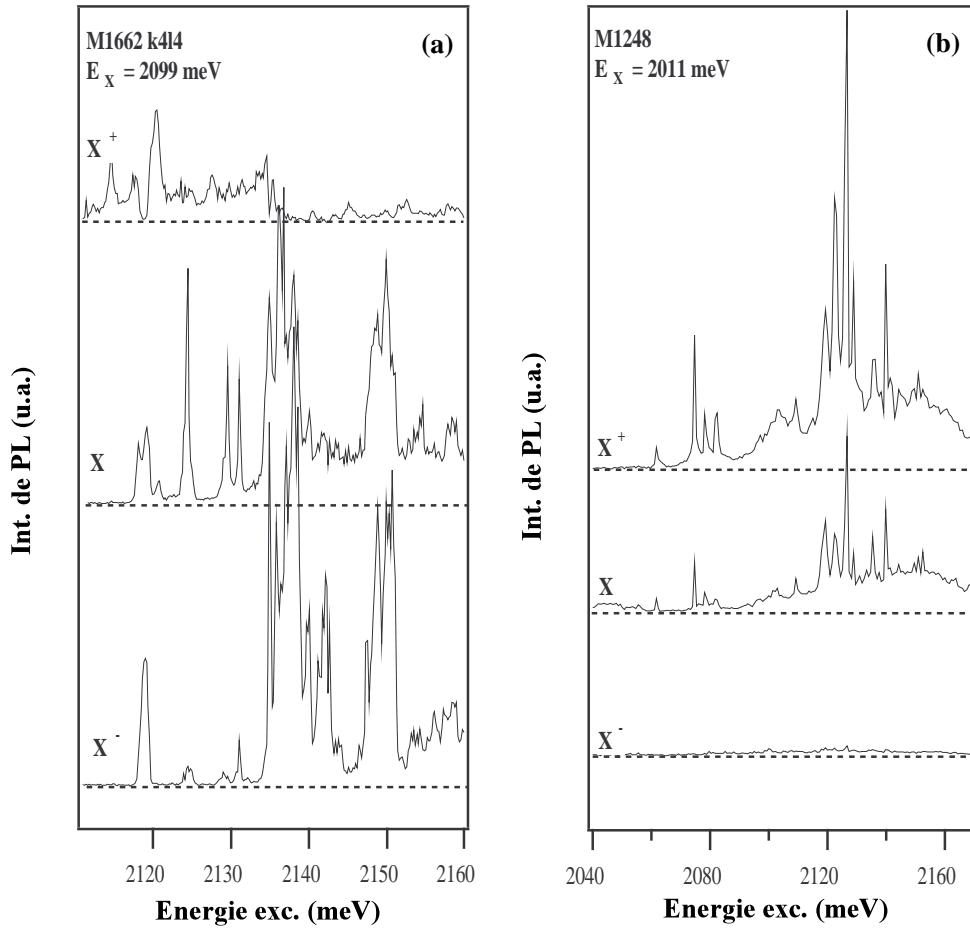 M1662 k4l4
E X = 2099 meV
(a)
X +
X
X -
Int. de PL (u.a.)
2120 2130 2140 2150 2160
Energie exc. (meV)
M1248
E X = 2011 meV
(b)
X +
X
X -
Int. de PL (u.a.)
2040 2080 2120 2160
Energie exc. (meV)